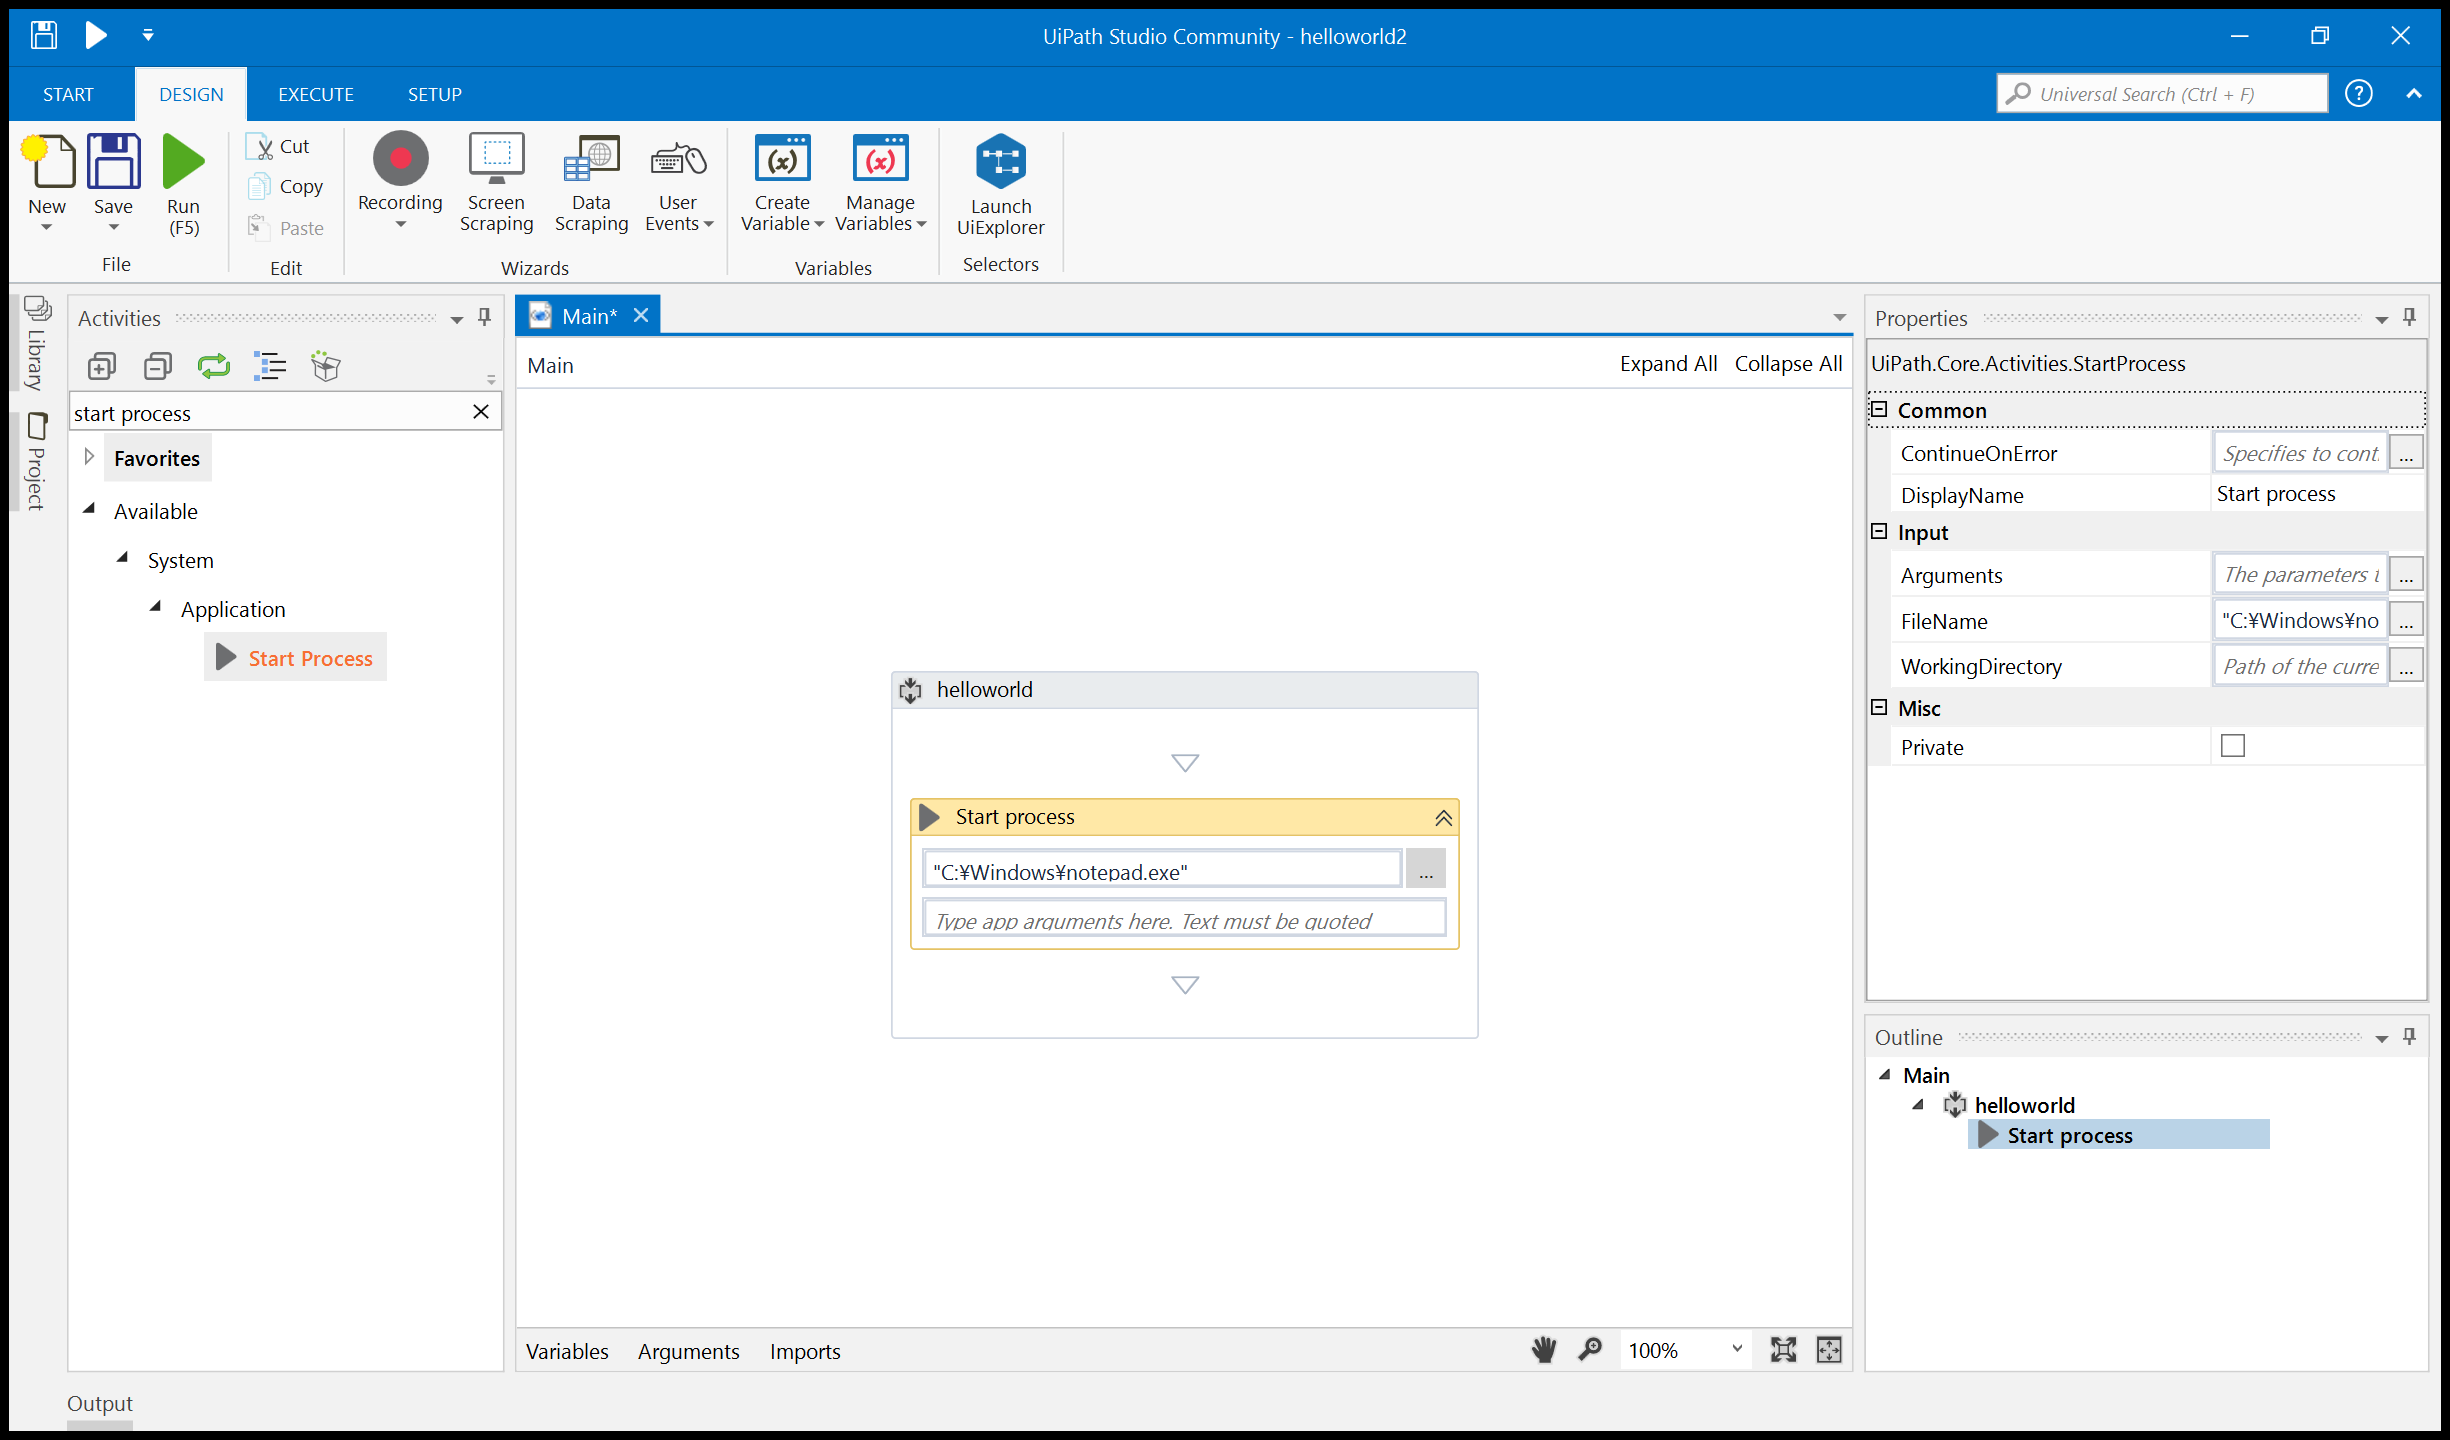 UiPath Studio Community - helloworld2
START
DESIGN
EXECUTE
SETUP
Universal Search (Ctrl + F)
New
Save
Run
(F5)
File
Cut
Copy
Paste
Edit
Recording
Screen
Scraping
Data
Scraping
User
Events
Wizards
Create
Variable
Manage
Variables
Variables
Launch
UiExplorer
Selectors
Library
Project
Activities
start process
Favorites
Available
System
Application
Start Process
Main*
Main
Expand All
Collapse All
helloworld
Start process
"C:¥Windows¥notepad.exe"
...
Type app arguments here. Text must be quoted
Variables
Arguments
Imports
100%
Properties
UiPath.Core.Activities.StartProcess
Common
ContinueOnError
Specifies to cont
...
DisplayName
Start process
Input
Arguments
The parameters t
...
FileName
"C:¥Windows¥no
...
WorkingDirectory
Path of the curre
...
Misc
Private
Outline
Main
helloworld
Start process
Output